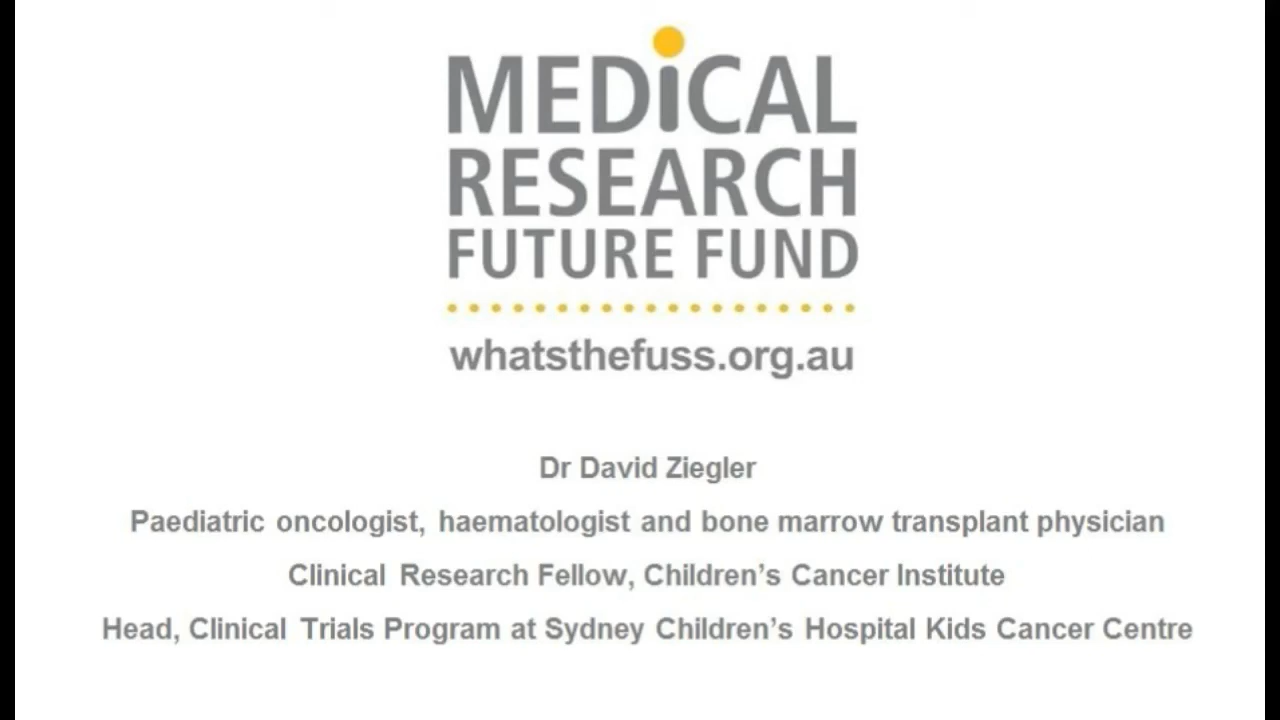 MEDiCAL
RESEARCH
FUTURE FUND
whatsthefuss.org.au
Dr David Ziegler
Paediatric oncologist, haematologist and bone marrow transplant physician
Clinical Research Fellow, Children’s Cancer Institute
Head, Clinical Trials Program at Sydney Children’s Hospital Kids Cancer Centre